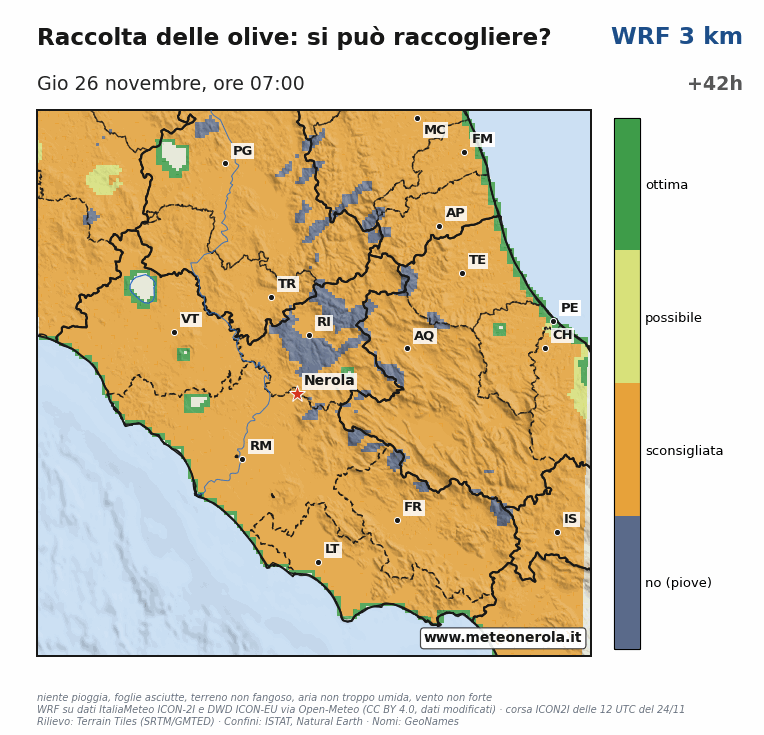 Raccolta delle olive: si può raccogliere?
WRF 3 km
Gio 26 novembre, ore 07:00
+42h
MC
FM
PG
AP
TE
TR
PE
VT
RI
CH
AQ
Nerola
RM
FR
IS
LT
www.meteonerola.it
ottima
possibile
sconsigliata
no (piove)
niente pioggia, foglie asciutte, terreno non fangoso, aria non troppo umida, vento non forte
WRF su dati ItaliaMeteo ICON-2I e DWD ICON-EU via Open-Meteo (CC BY 4.0, dati modificati) · corsa ICON2I delle 12 UTC del 24/11
Rilievo: Terrain Tiles (SRTM/GMTED) · Confini: ISTAT, Natural Earth · Nomi: GeoNames